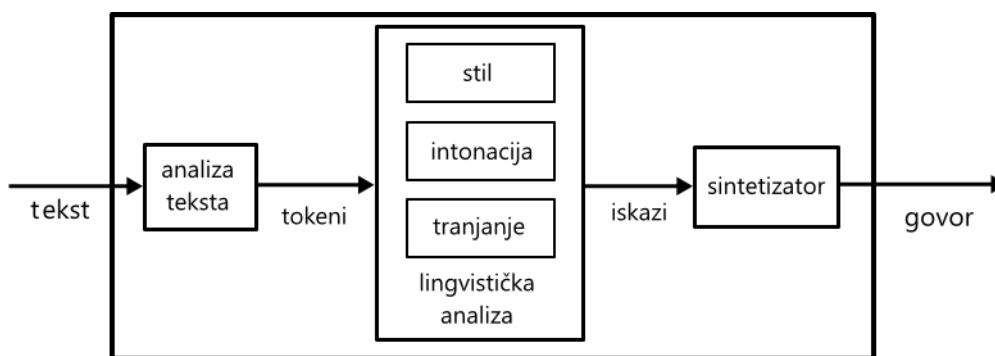 tekst
analiza
teksta
tokeni
stil
intonacija
tranjanje
lingvistička
analiza
iskazi
sintetizator
govor